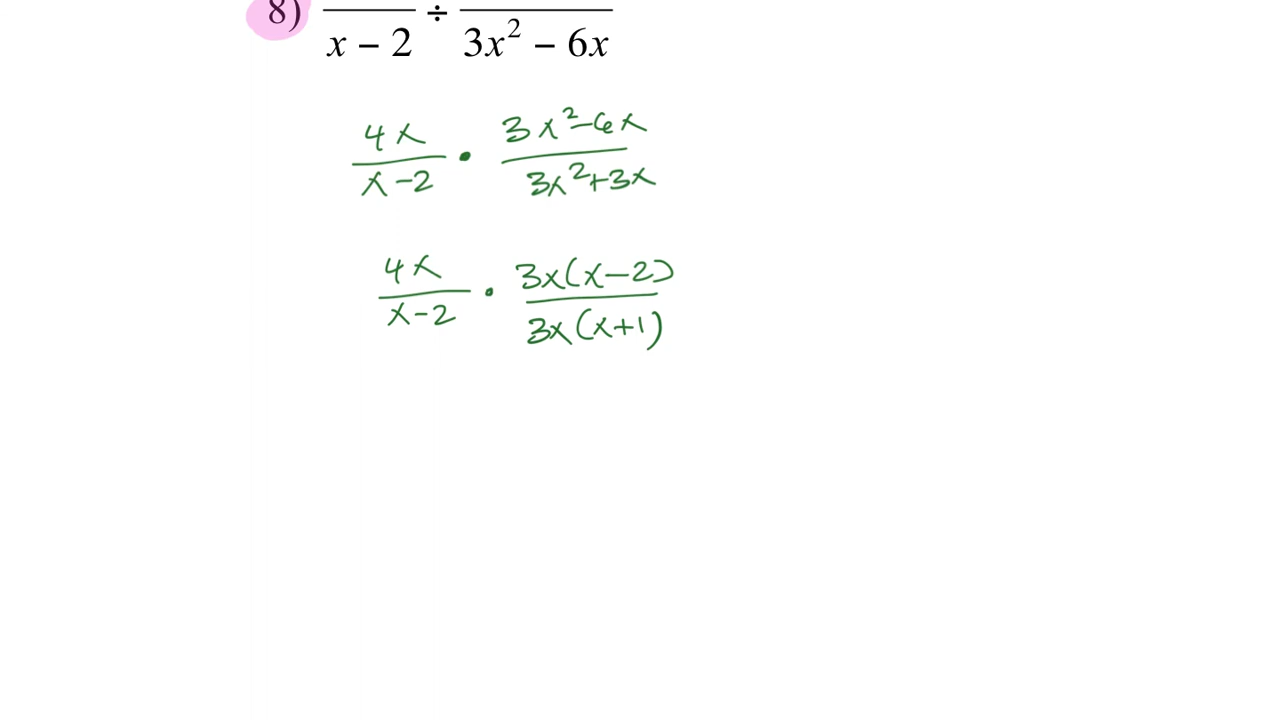 8) ÷
x – 2 3x² – 6x
4x · 3x²-6x
x-2 3x²+3x
4x · 3x(x-2)
x-2 3x(x+1)